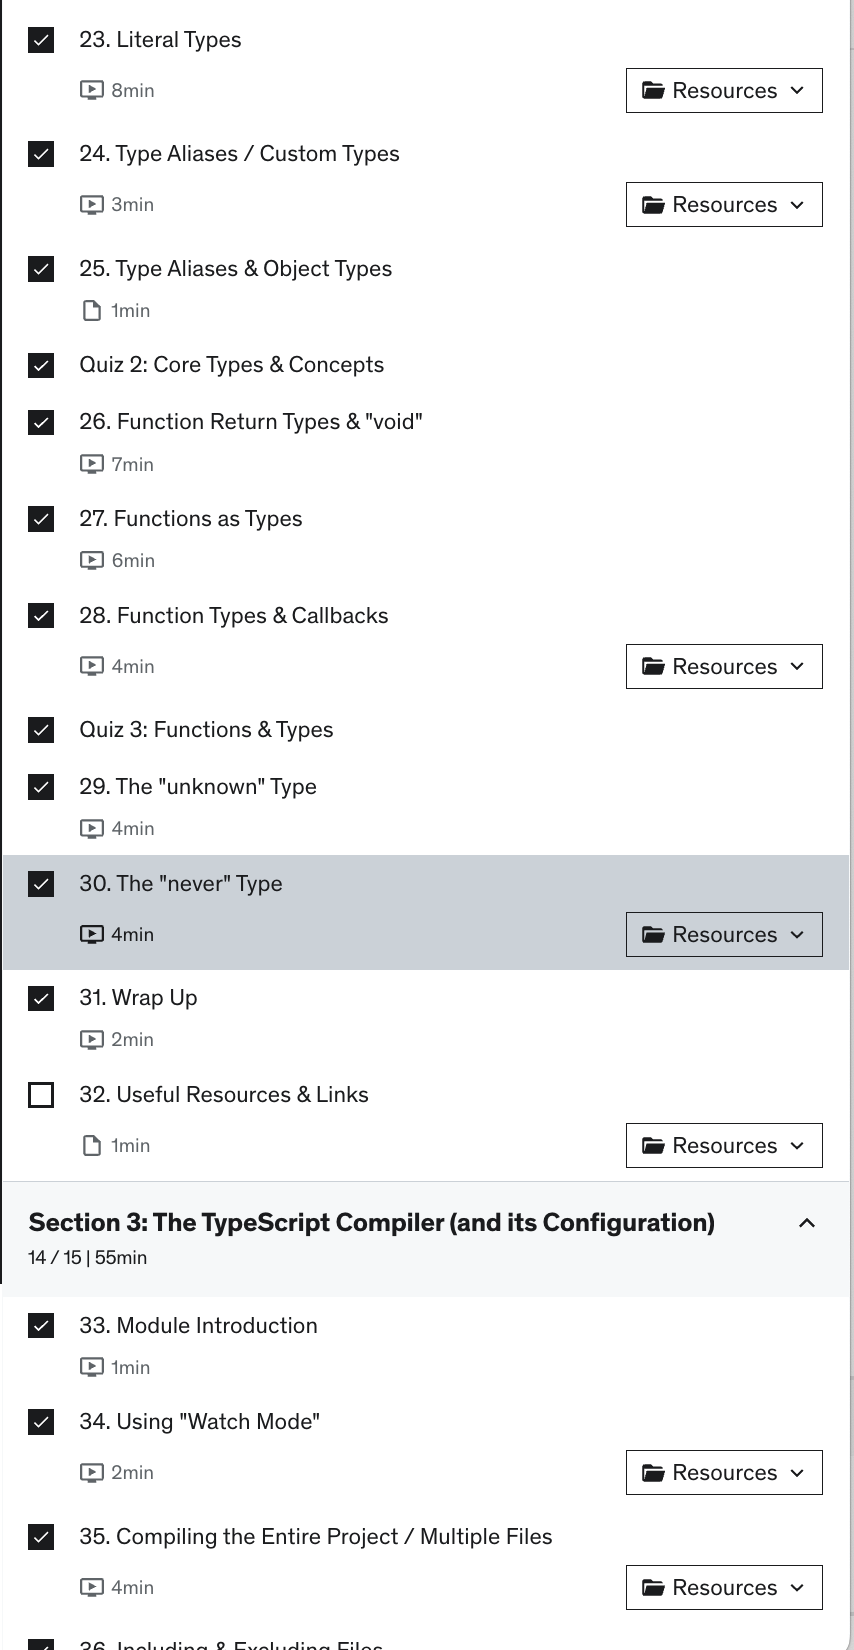 23. Literal Types
8min
Resources
24. Type Aliases / Custom Types
3min
Resources
25. Type Aliases & Object Types
1min
Quiz 2: Core Types & Concepts
26. Function Return Types & "void"
7min
27. Functions as Types
6min
28. Function Types & Callbacks
4min
Resources
Quiz 3: Functions & Types
29. The "unknown" Type
4min
30. The "never" Type
4min
Resources
31. Wrap Up
2min
32. Useful Resources & Links
1min
Resources
Section 3: The TypeScript Compiler (and its Configuration)
14 / 15 | 55min
33. Module Introduction
1min
34. Using "Watch Mode"
2min
Resources
35. Compiling the Entire Project / Multiple Files
4min
Resources
36. Including & Excluding Files